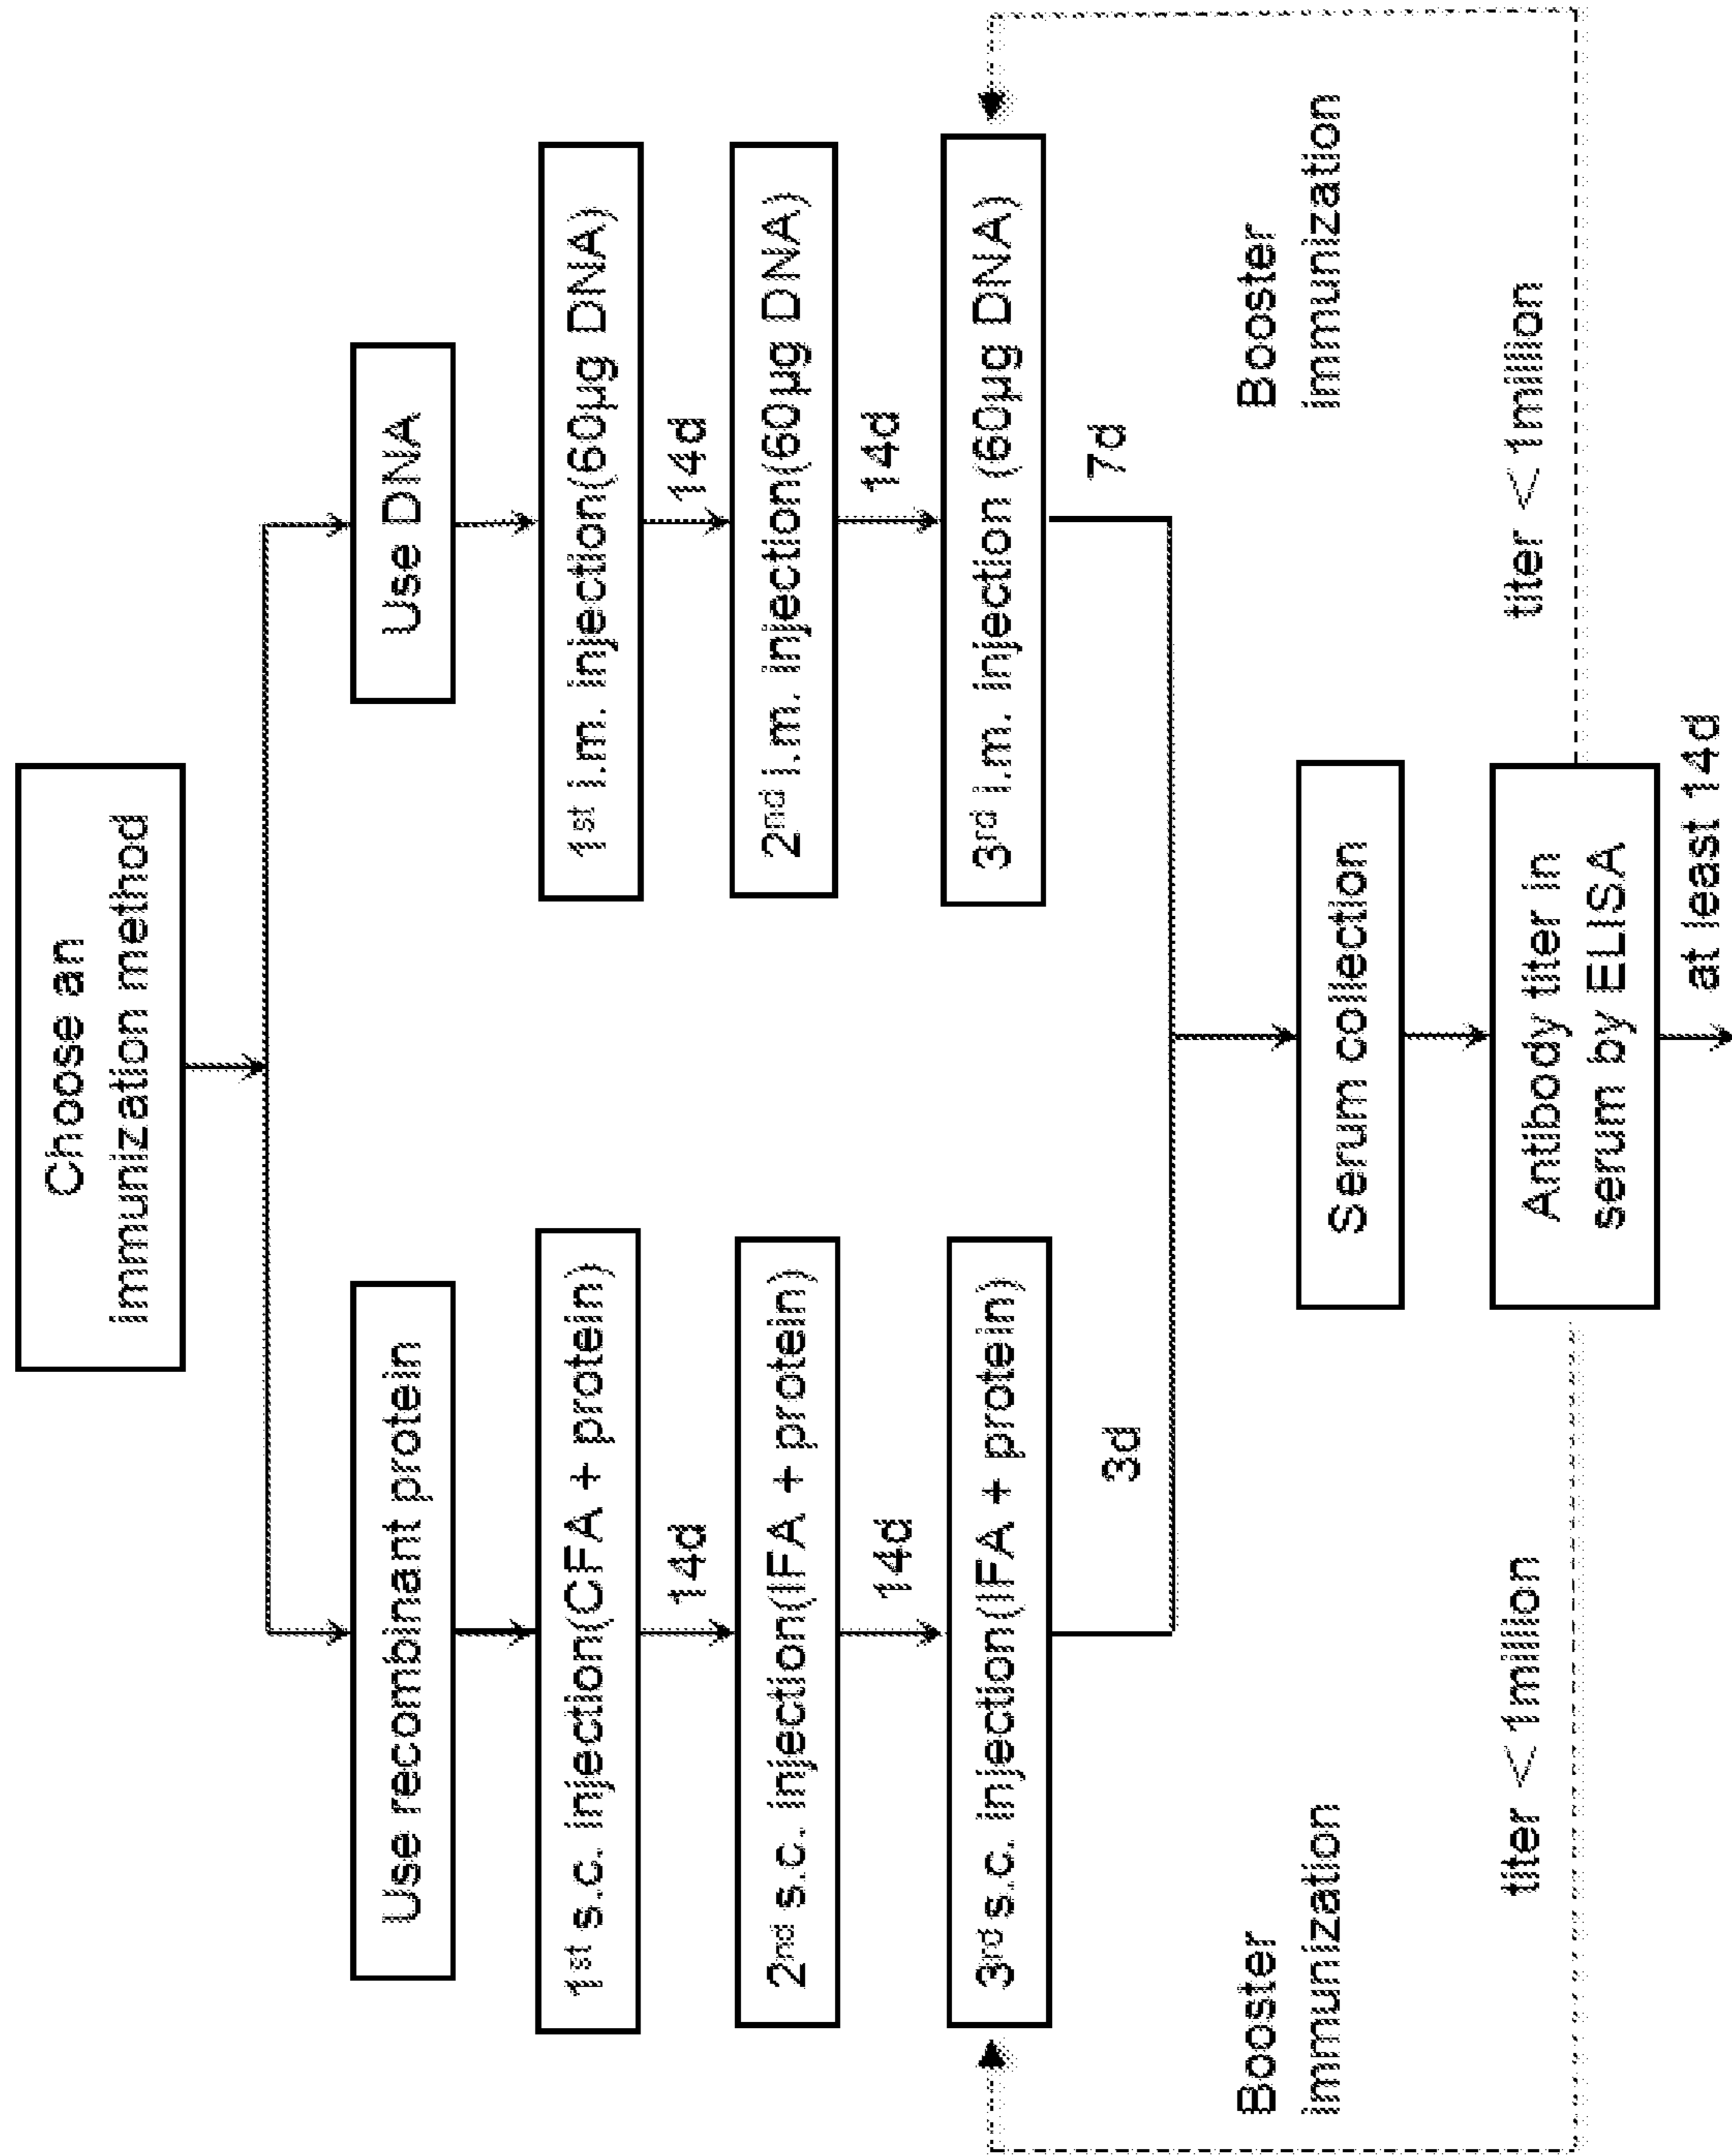 Choose an
immunization method
Use recombinant protein
Use DNA
1st s.c. injection(CFA + protein)
1st i.m. injection(60µg DNA)
14d
14d
2nd s.c. injection(IFA + protein)
2nd i.m. injection(60µg DNA)
14d
14d
3rd s.c. injection(IFA + protein)
3rd i.m. injection (60µg DNA)
3d
7d
Booster
immunization
Booster
immunization
Serum collection
titer <1million
titer <1million
Antibody titer in
serum by ELISA
at least 14d